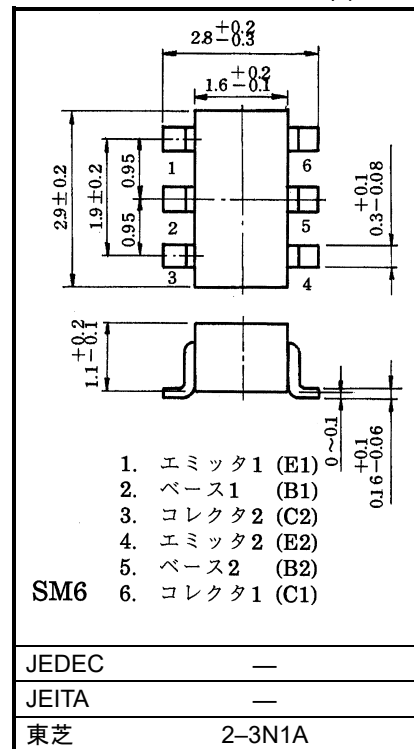 2.8 +0.2 −0.3
1.6 +0.2 −0.1
2.9±0.2
1.9±0.2
0.95
0.95
1
2
3
6
5
4
0.3 +0.1 −0.08
1.1 +0.2 −0.1
0~0.1
0.16 +0.1 −0.06
1. エミッタ1 (E1)
2. ベース1 (B1)
3. コレクタ2 (C2)
4. エミッタ2 (E2)
5. ベース2 (B2)
SM6 6. コレクタ1 (C1)
JEDEC —
JEITA —
東芝 2–3N1A